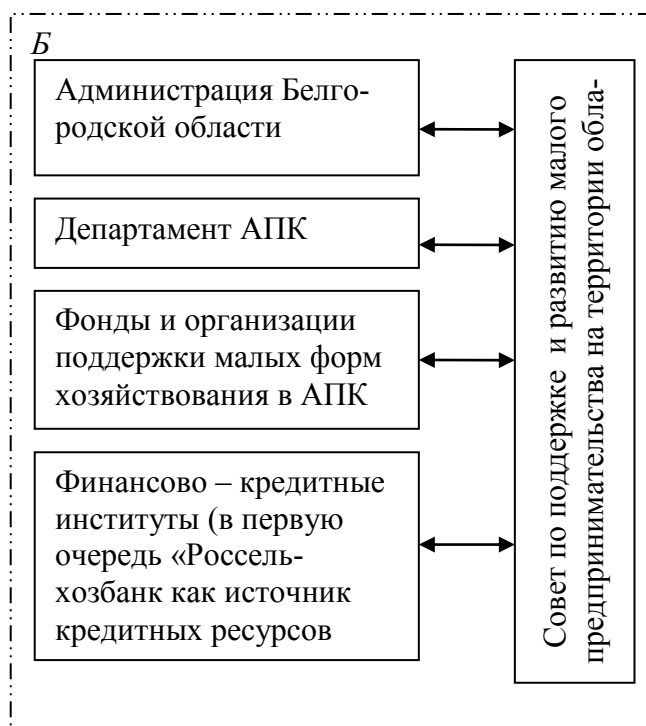 Б
Администрация Белго-
родской области
Департамент АПК
Фонды и организации
поддержки малых форм
хозяйствования в АПК
Финансово – кредитные
институты (в первую
очередь «Россель-
хозбанк как источник
кредитных ресурсов
Совет по поддержке и развитию малого
предпринимательства на территории обла-